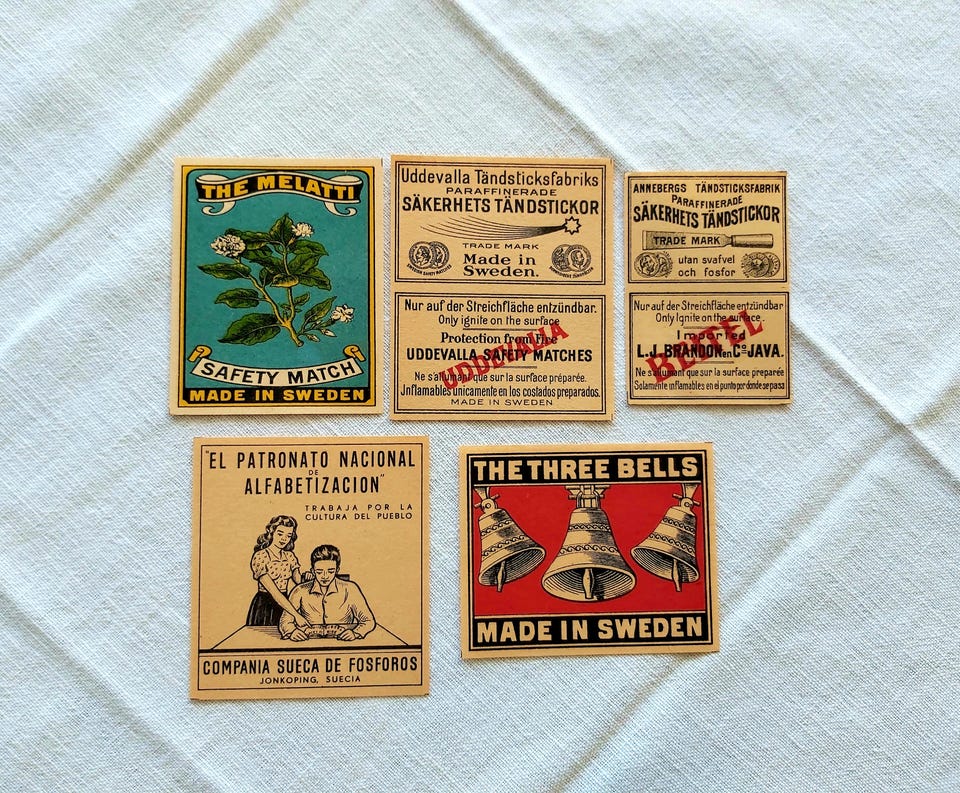 THE MELATTI
SAFETY MATCH
MADE IN SWEDEN
Uddevalla Tändsticksfabriks
PARAFFINERADE
SÄKERHETS TÄNDSTICKOR
TRADE MARK
Made in
Sweden.
Nur auf der Streichfläche entzündbar.
Only ignite on the surface
Protection from fire
UDDEVALLA SAFETY MATCHES
Ne s'allumant que sur la surface préparée.
Jnflamables unicamente en los costados preparados.
MADE IN SWEDEN
UDDEVALLA
ANNEBERGS TÄNDSTICKSFABRIK
PARAFFINERADE
SÄKERHETS TÄNDSTICKOR
TRADE MARK
utan svafvel
och fosfor
Nur auf der Streichfläche entzündbar
Only Ignite on the surface.
Imported
L.J. BRANDON en Co JAVA.
Ne s'allumant que sur la surface preparée
Solamente inflamables en el punto por donde se pasa
BEITEL
"EL PATRONATO NACIONAL
DE
ALFABETIZACION"
TRABAJA POR LA
CULTURA DEL PUEBLO
COMPANIA SUECA DE FOSFOROS
JONKOPING, SUECIA
THE THREE BELLS
MADE IN SWEDEN